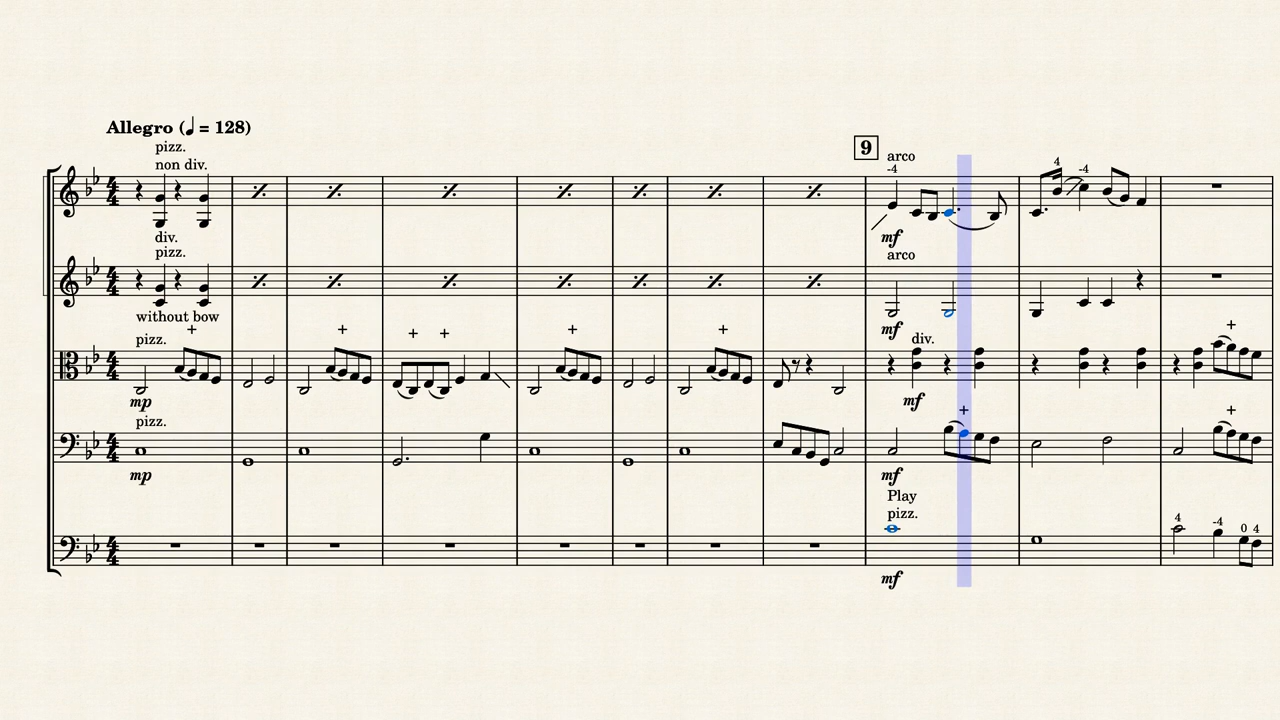 Allegro (♩ = 128)
pizz.
non div.
9
arco
-4
4
-4
mf
div.
pizz.
arco
without bow
+
mf
pizz.
+
+
+
+
+
div.
+
mp
mf
pizz.
+
+
mp
mf
Play
pizz.
4
-4
0 4
mf